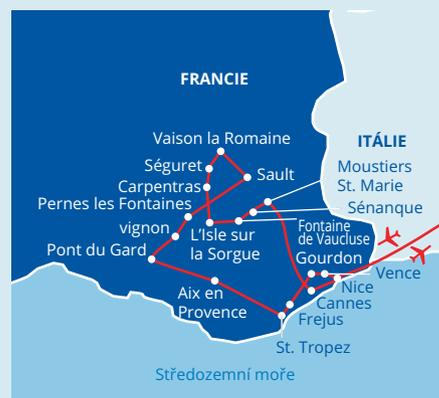 FRANCIE
Vaison la Romaine
ITÁLIE
Séguret
Sault
Moustiers
St. Marie
Carpentras
Pernes les Fontaines
Sénanque
vignon
L'Isle sur
la Sorgue
Fontaine
de Vaucluse
Pont du Gard
Gourdon
Vence
Aix en
Provence
Nice
Cannes
Frejus
St. Tropez
Středozemní moře